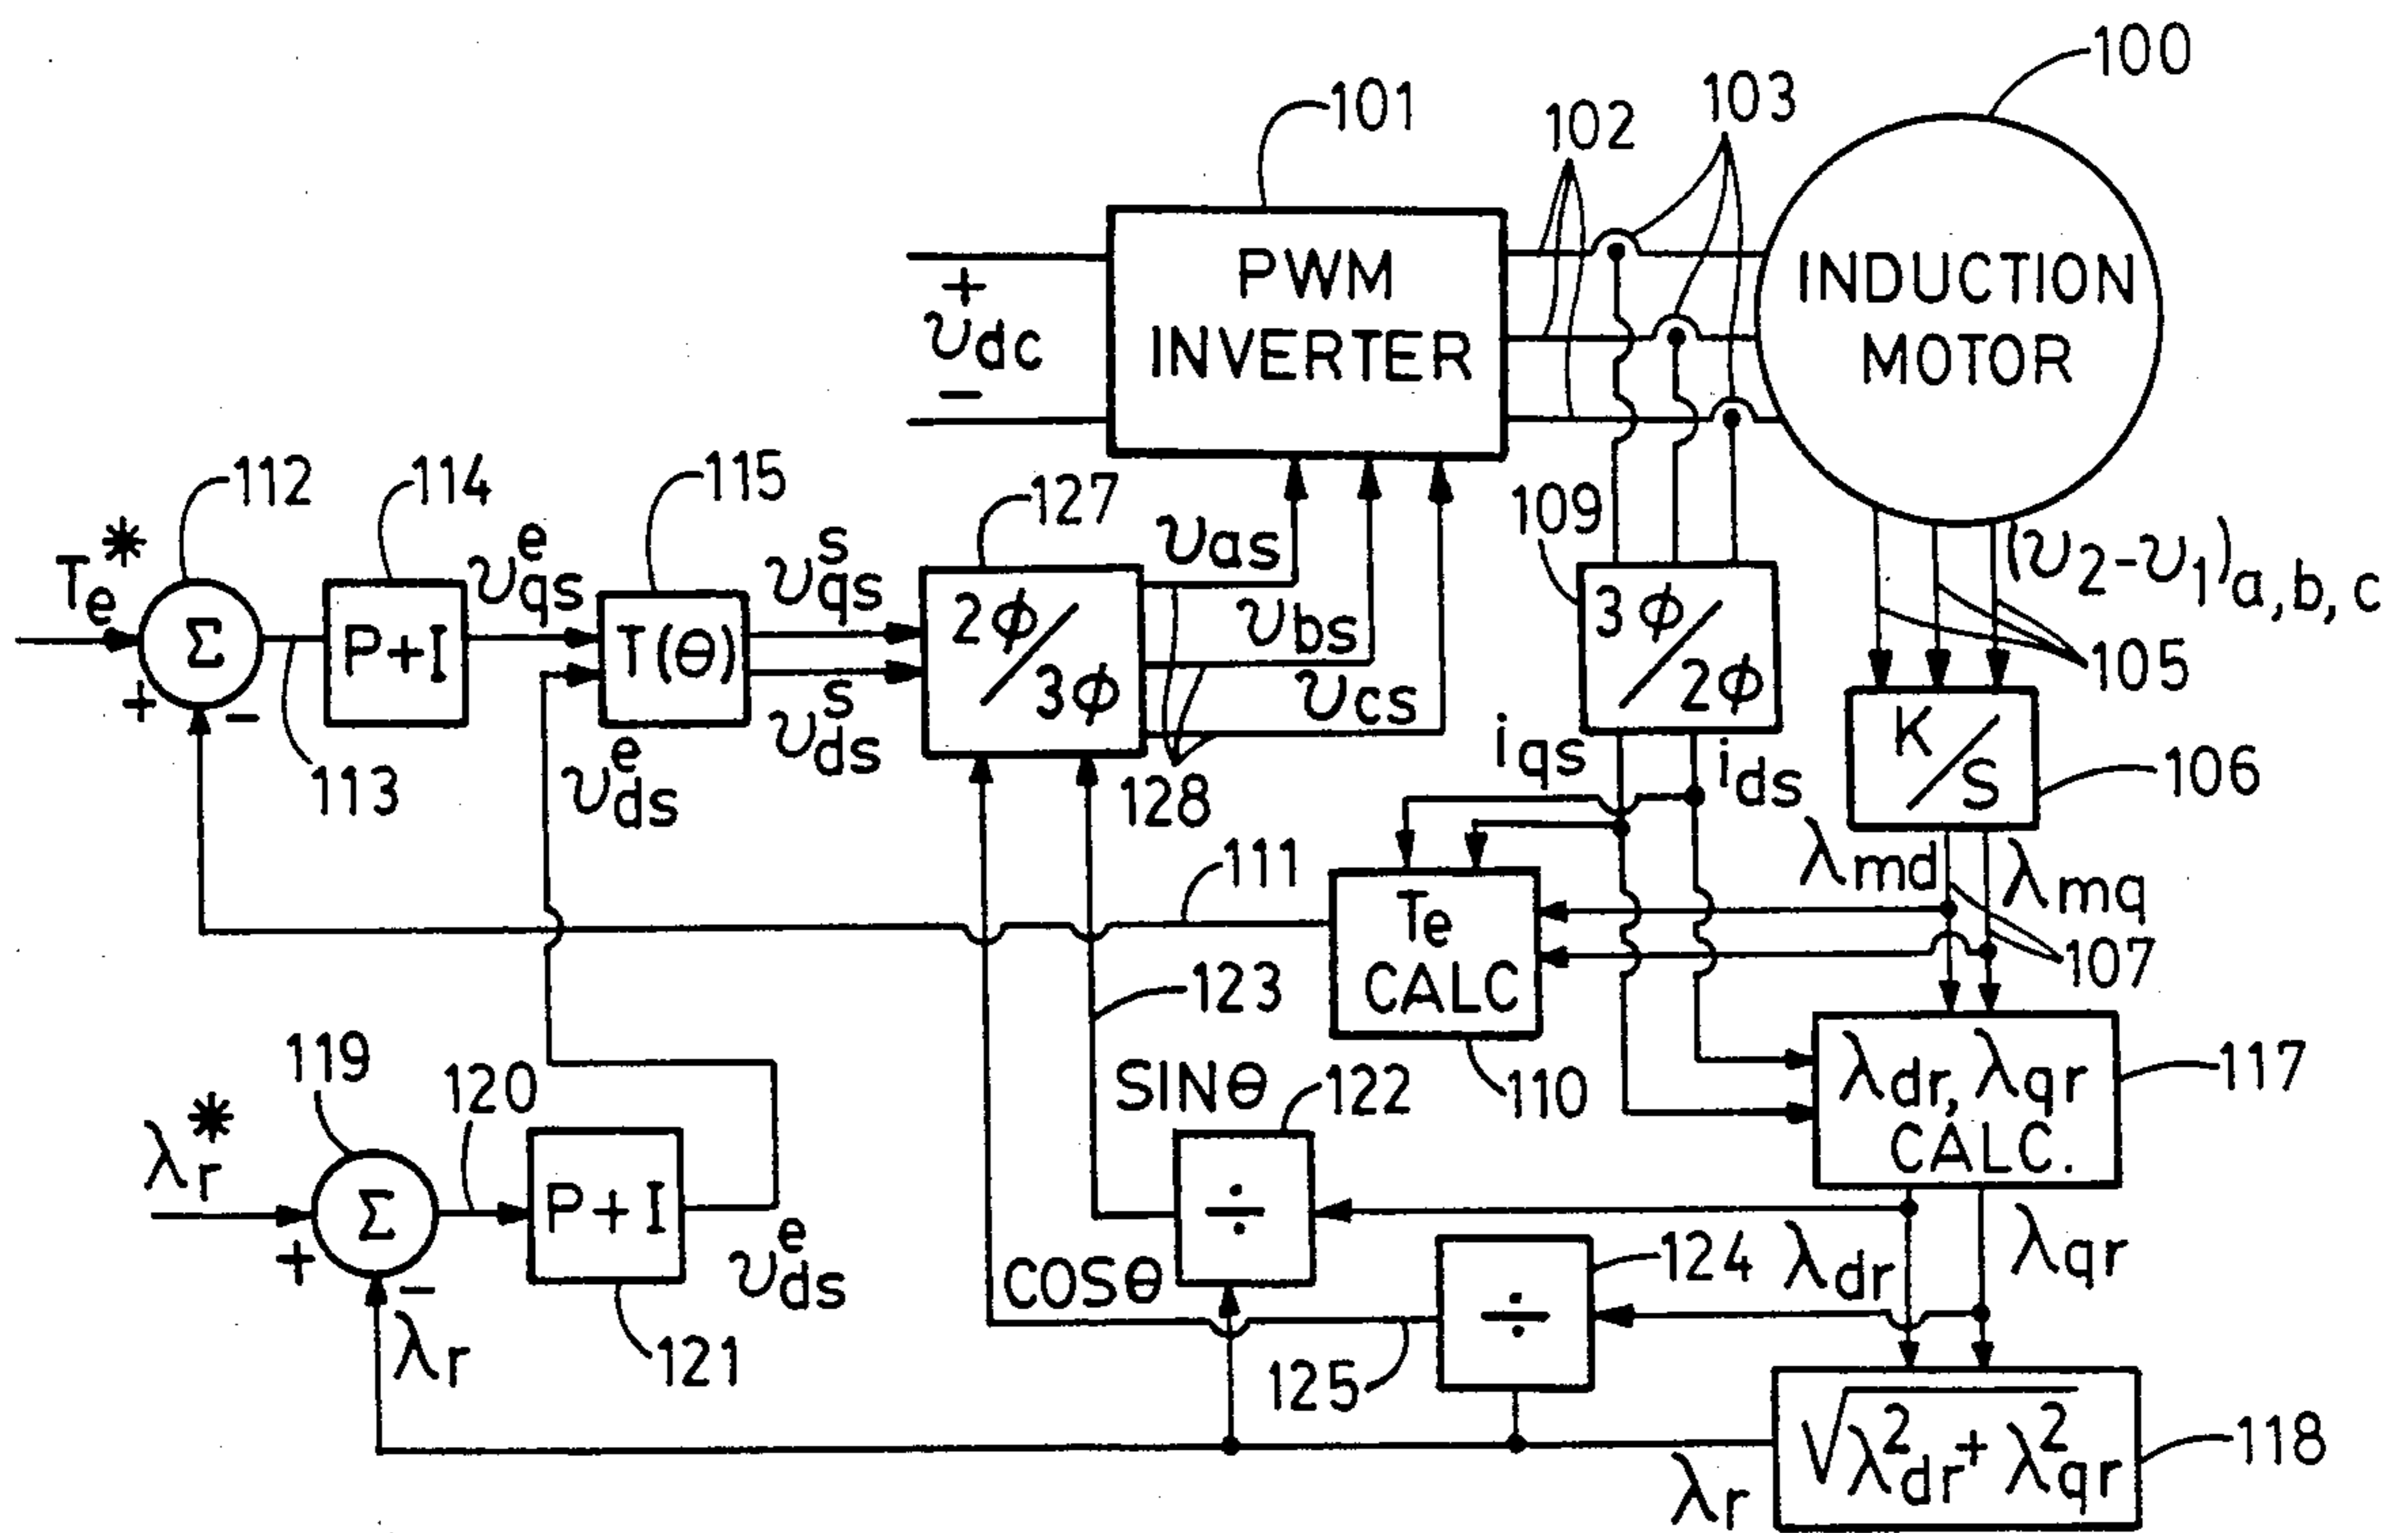 100
101
102
103
PWM
INVERTER
+
υdc
−
INDUCTION
MOTOR
112
114
115
127
109
Te*
Σ
+
−
113
P+I
υqs^e
T(θ)
υds^e
υqs^s
υds^s
2ϕ/3ϕ
υas
υbs
υcs
128
3ϕ/2ϕ
iqs
ids
(υ2-υ1)a,b,c
105
K/S
106
λmd
λmq
107
111
Te
CALC
110
123
117
λdr, λqr
CALC.
119
120
λr*
Σ
+
−
λr
P+I
121
υds^e
SINθ
122
÷
COSθ
125
124
÷
λdr
λqr
λr
√λ²dr + λ²qr
118